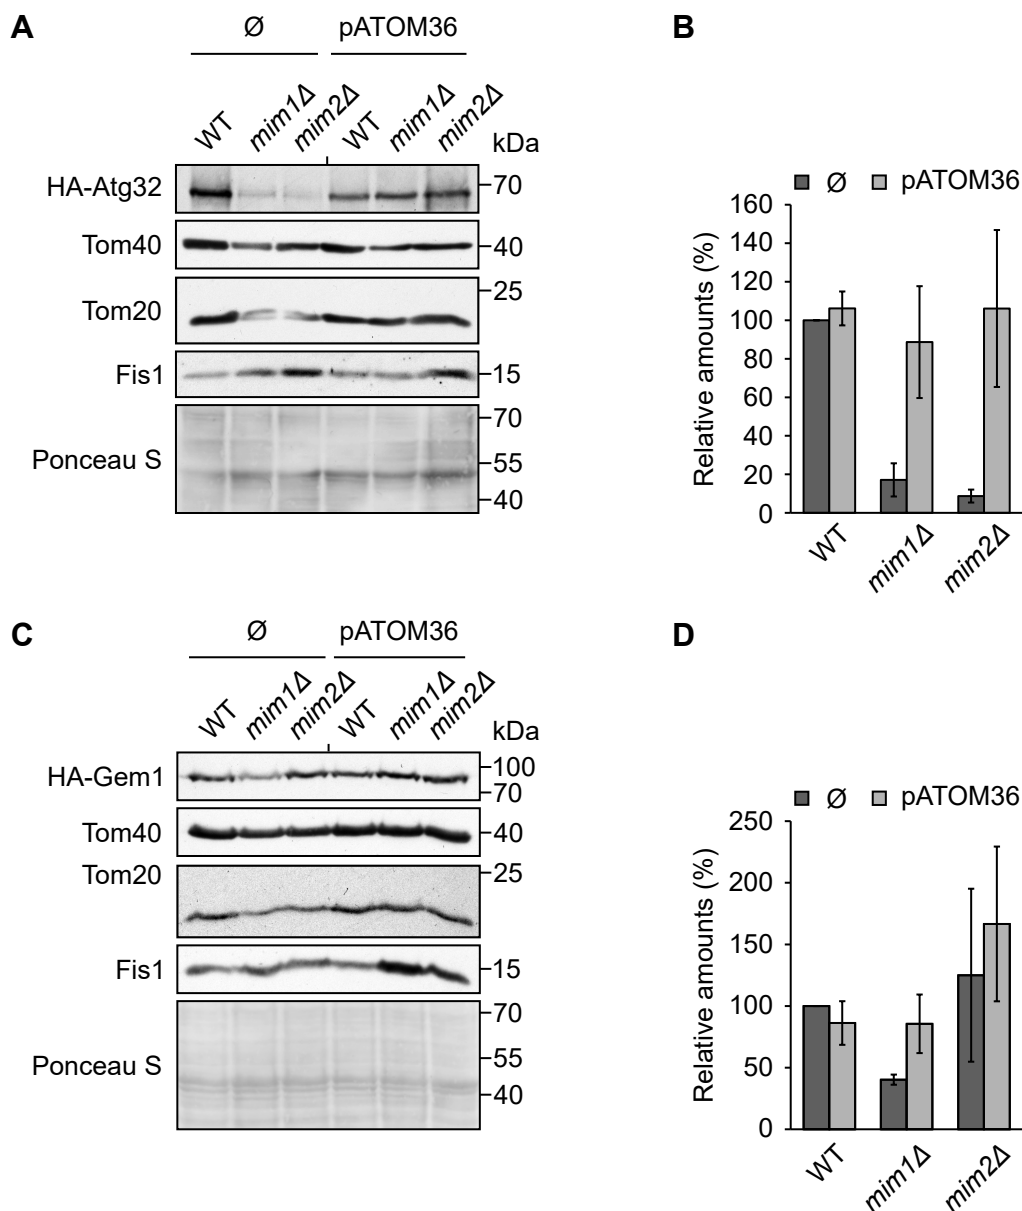 A
Ø pATOM36
WT mim1Δ mim2Δ WT mim1Δ mim2Δ
kDa
HA-Atg32
70
Tom40
40
Tom20
25
Fis1
15
Ponceau S
70
55
40
B
Ø pATOM36
Relative amounts (%)
160
140
120
100
80
60
40
20
0
WT mim1Δ mim2Δ
C
Ø pATOM36
WT mim1Δ mim2Δ WT mim1Δ mim2Δ
kDa
HA-Gem1
100
70
Tom40
40
Tom20
25
Fis1
15
Ponceau S
70
55
40
D
Ø pATOM36
Relative amounts (%)
250
200
150
100
50
0
WT mim1Δ mim2Δ